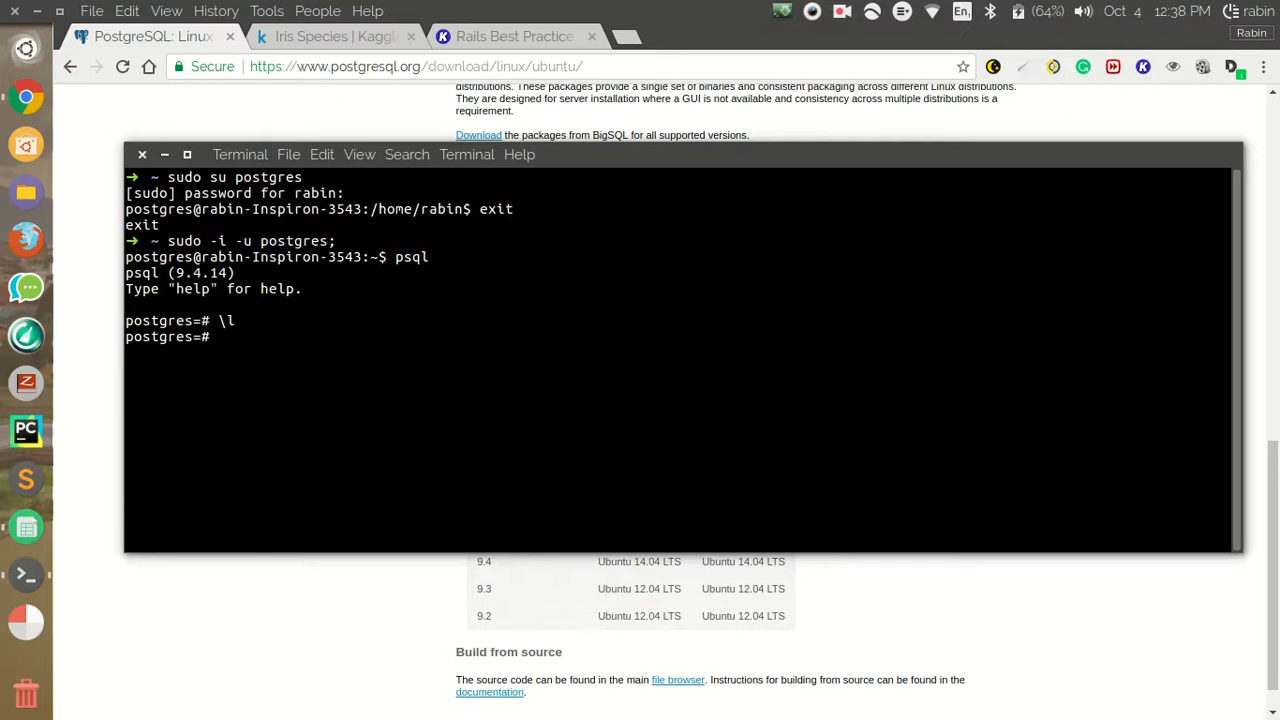 File Edit View History Tools People Help
(64%) Oct 4 12:38 PM rabin
En1
Rabin
PostgreSQL: Linux
Iris Species | Kaggl
Rails Best Practice
Secure https://www.postgresql.org/download/linux/ubuntu/
distributions. These packages provide a single set of binaries and consistent packaging across different Linux distributions.
They are designed for server installation where a GUI is not available and consistency across multiple distributions is a
requirement.
Download the packages from BigSQL for all supported versions.
Terminal File Edit View Search Terminal Help
➜ ~ sudo su postgres
[sudo] password for rabin:
postgres@rabin-Inspiron-3543:/home/rabin$ exit
exit
➜ ~ sudo -i -u postgres;
postgres@rabin-Inspiron-3543:~$ psql
psql (9.4.14)
Type "help" for help.
postgres=# \l
postgres=#
9.4 Ubuntu 14.04 LTS Ubuntu 14.04 LTS
9.3 Ubuntu 12.04 LTS Ubuntu 12.04 LTS
9.2 Ubuntu 12.04 LTS Ubuntu 12.04 LTS
Build from source
The source code can be found in the main file browser. Instructions for building from source can be found in the
documentation.
PC
S
Z